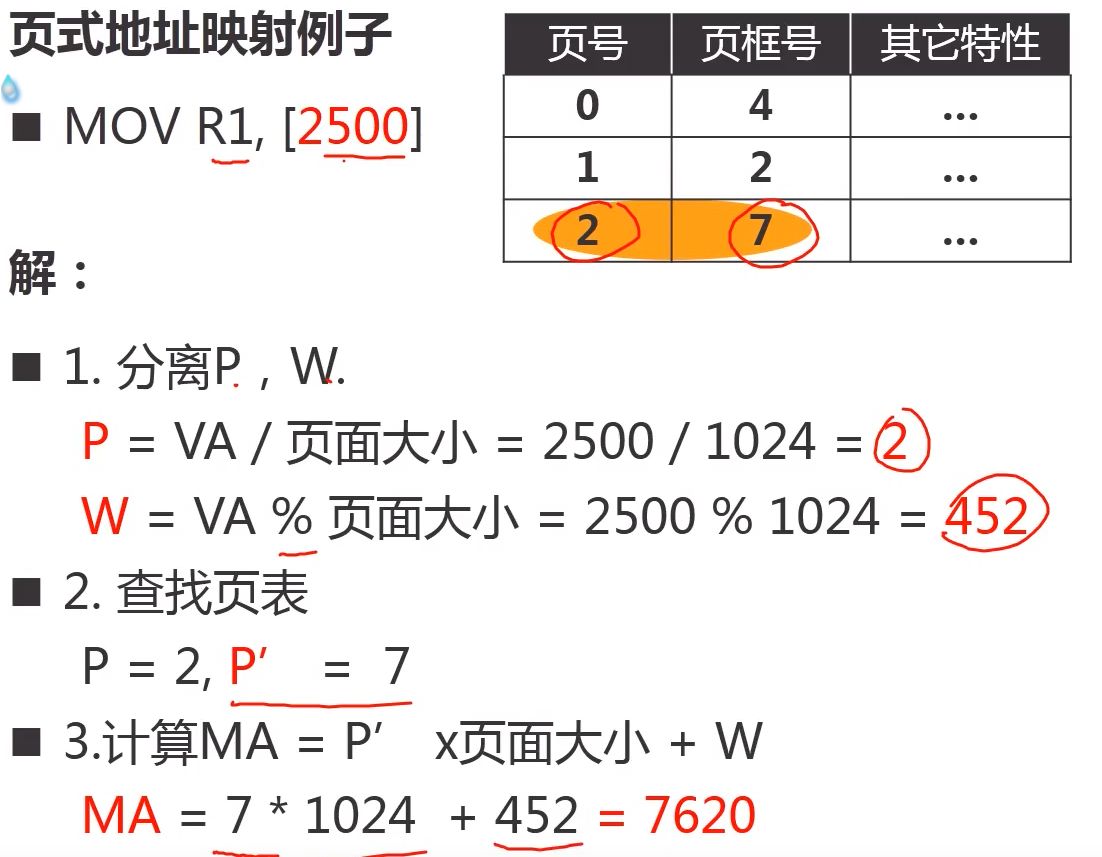 页式地址映射例子
■ MOV R1, [2500]
页号 页框号 其它特性
0 4 ...
1 2 ...
2 7 ...
解：
■ 1. 分离P，W.
P = VA / 页面大小 = 2500 / 1024 = 2
W = VA % 页面大小 = 2500 % 1024 = 452
■ 2. 查找页表
P = 2, P′ = 7
■ 3.计算MA = P′ x页面大小 + W
MA = 7 * 1024 + 452 = 7620